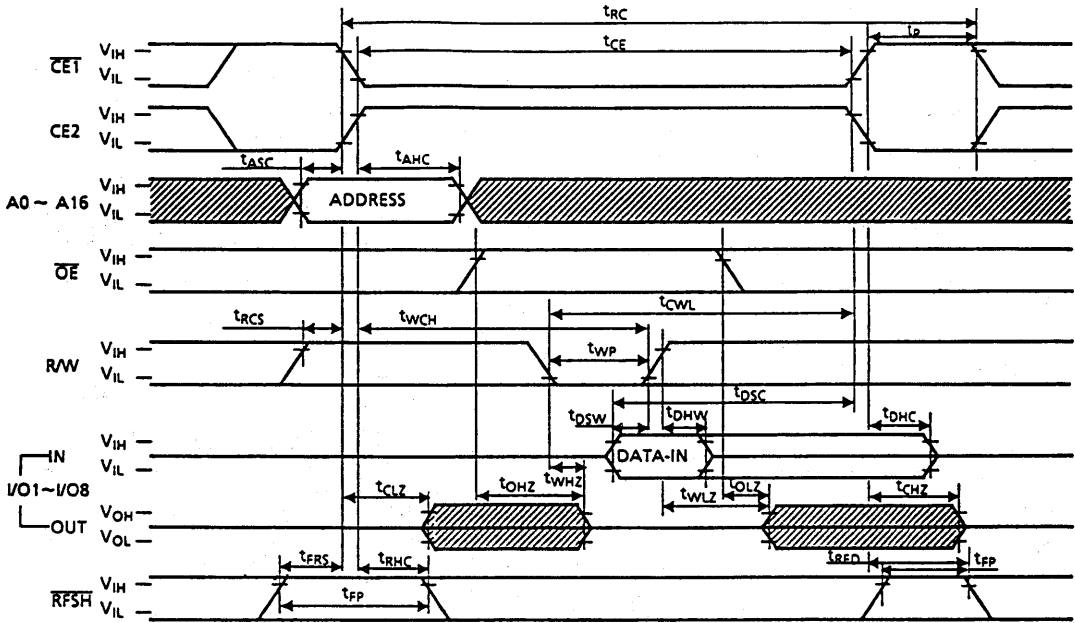 tRC
tCE
tP
CE1 VIH
VIL
CE2 VIH
VIL
tASC tAHC
A0 ~ A16 VIH
VIL
ADDRESS
OE VIH
VIL
tCWL
tRCS tWCH
R/W VIH
VIL
tWP
tDSC
tDSW tDHW tDHC
IN VIH
VIL
DATA-IN
I/O1~I/O8
tWHZ
tCLZ tOHZ tWLZ tOLZ tCHZ
OUT VOH
VOL
tFRS tRHC tRFD tFP
RFSH VIH
VIL
tFP